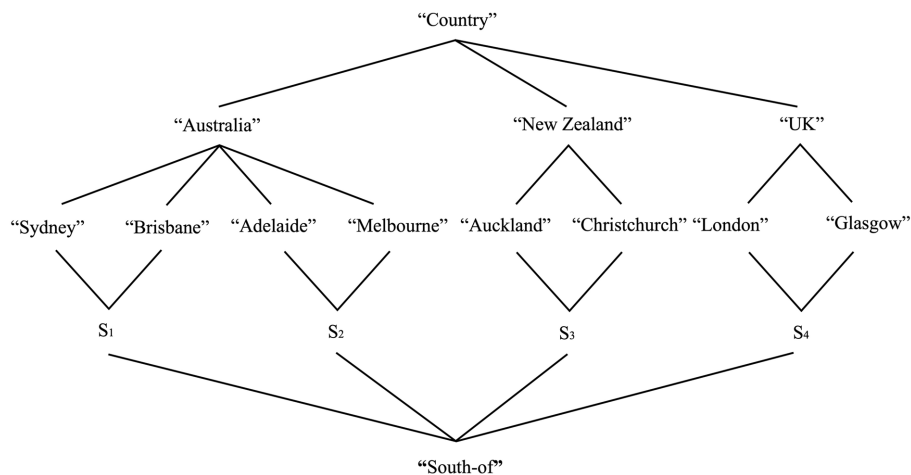 “Country”
“Australia” “New Zealand” “UK”
“Sydney” “Brisbane” “Adelaide” “Melbourne” “Auckland” “Christchurch” “London” “Glasgow”
S1 S2 S3 S4
“South-of”